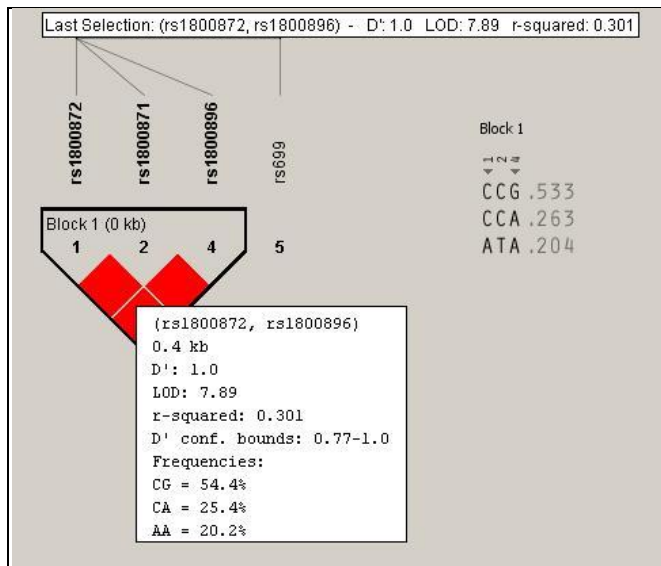 Last Selection: (rs1800872, rs1800896) - D': 1.0 LOD: 7.89 r-squared: 0.301
rs1800872
rs1800871
rs1800896
rs699
Block 1 (0 kb)
1 2 4 5
(rs1800872, rs1800896)
0.4 kb
D': 1.0
LOD: 7.89
r-squared: 0.301
D' conf. bounds: 0.77-1.0
Frequencies:
CG = 54.4%
CA = 25.4%
AA = 20.2%
Block 1
1 2 4
CCG .533
CCA .263
ATA .204